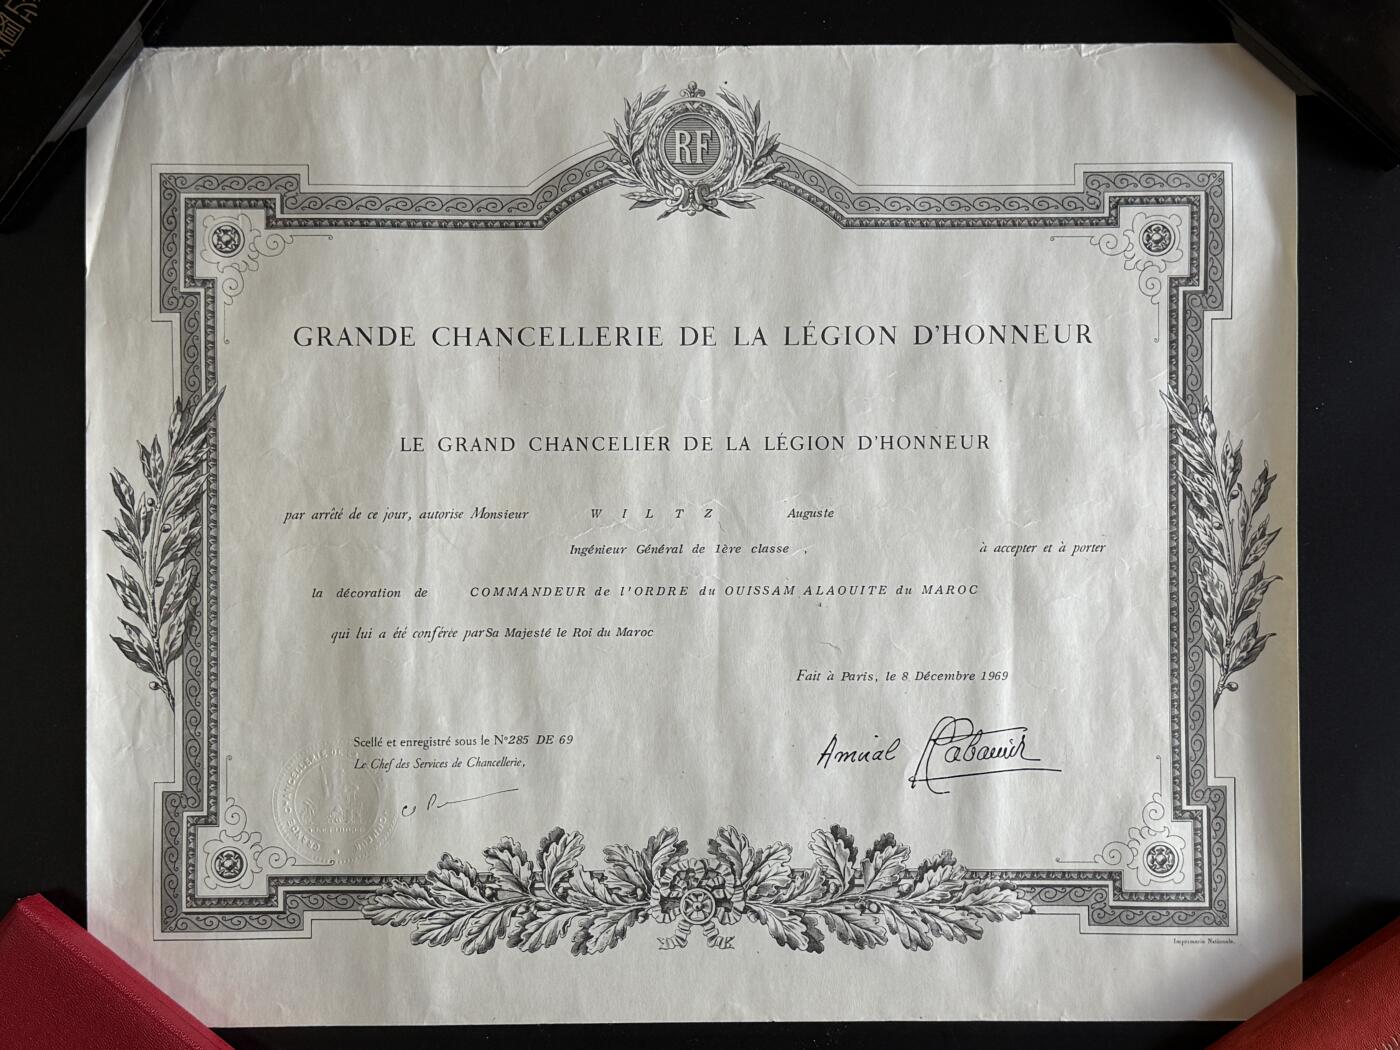 RF
GRANDE CHANCELLERIE DE LA LÉGION D'HONNEUR
LE GRAND CHANCELIER DE LA LÉGION D'HONNEUR
par arrêté de ce jour, autorise Monsieur W I L T Z Auguste
Ingénieur Général de 1ère classe , à accepter et à porter
la décoration de COMMANDEUR de l'ORDRE du OUISSAM ALAOUITE du MAROC
qui lui a été conférée par Sa Majesté le Roi du Maroc
Fait à Paris, le 8 Décembre 1969
Scellé et enregistré sous le N° 285 DE 69
Le Chef des Services de Chancellerie,
Amiral Cabanier
Imprimerie Nationale.